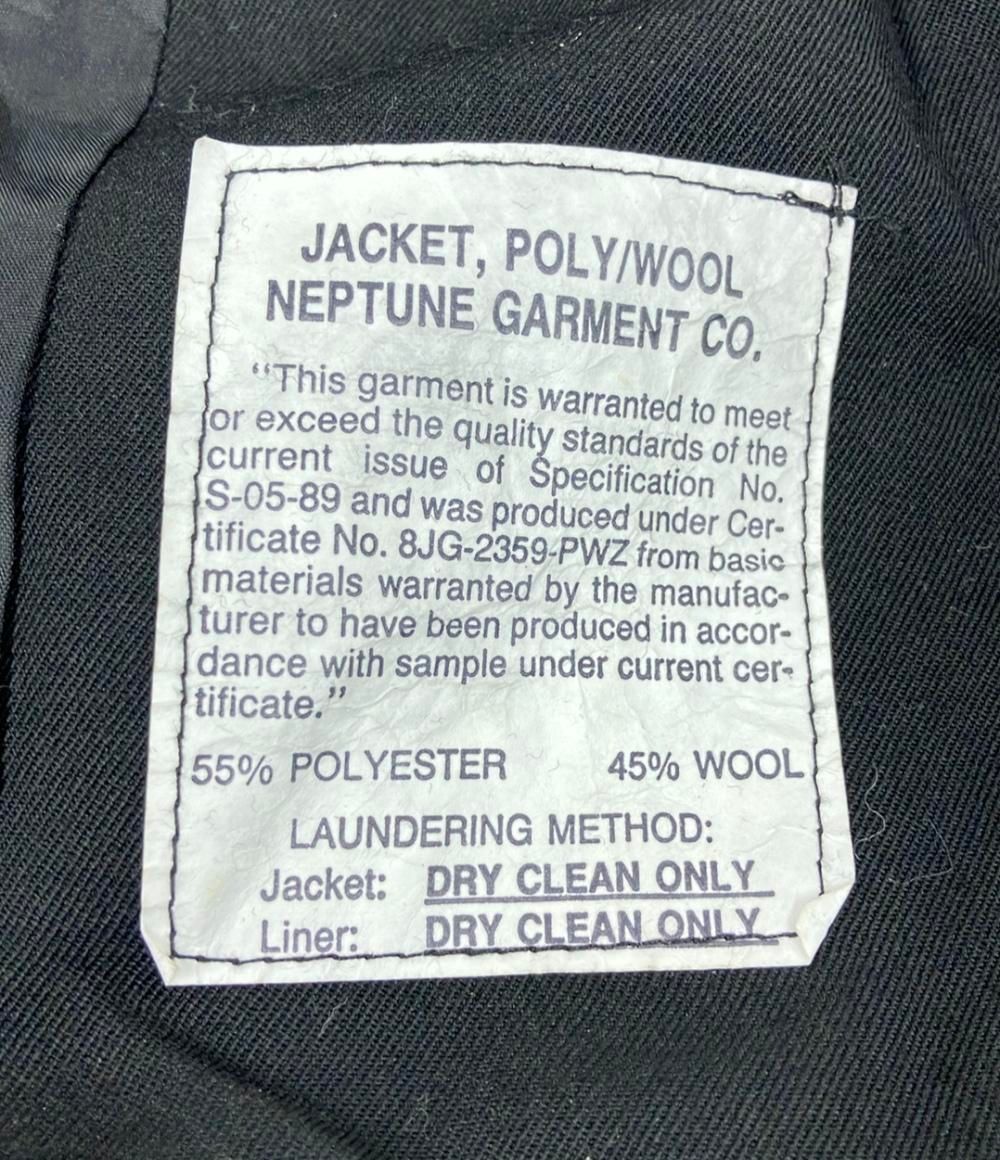 JACKET, POLY/WOOL
NEPTUNE GARMENT CO.
“This garment is warranted to meet
or exceed the quality standards of the
current issue of Specification No.
S-05-89 and was produced under Cer-
tificate No. 8JG-2359-PWZ from basic
materials warranted by the manufac-
turer to have been produced in accor-
dance with sample under current cer-
tificate.”
55% POLYESTER 45% WOOL
LAUNDERING METHOD:
Jacket: DRY CLEAN ONLY
Liner: DRY CLEAN ONLY